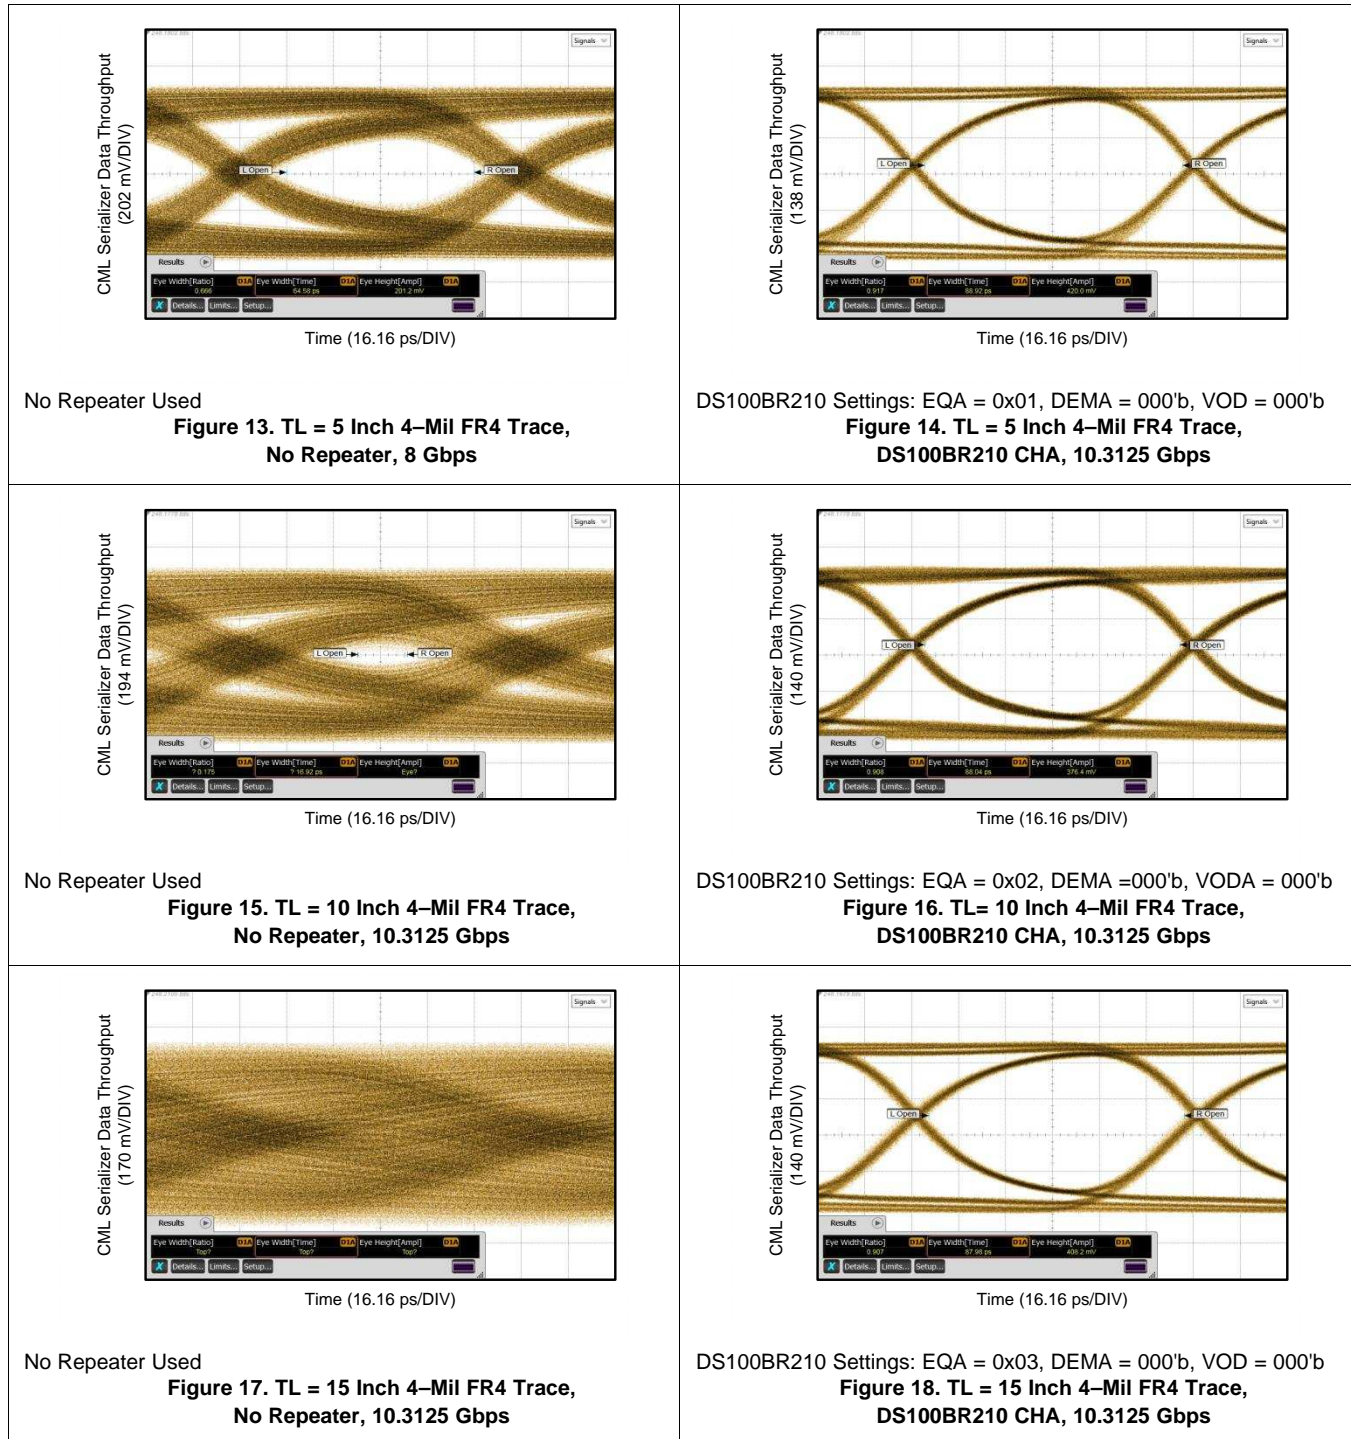 CML Serializer Data Throughput
(202 mV/DIV)
Signals
L Open
R Open
Results
Eye Width[Ratio] D1A Eye Width[Time] D1A Eye Height[Ampl] D1A
0.666 64.58 ps 201.2 mV
X Details... Limits... Setup...
Time (16.16 ps/DIV)
No Repeater Used
Figure 13. TL = 5 Inch 4–Mil FR4 Trace,
No Repeater, 8 Gbps
CML Serializer Data Throughput
(138 mV/DIV)
Signals
L Open
R Open
Results
Eye Width[Ratio] D1A Eye Width[Time] D1A Eye Height[Ampl] D1A
0.917 88.92 ps 420.0 mV
X Details... Limits... Setup...
Time (16.16 ps/DIV)
DS100BR210 Settings: EQA = 0x01, DEMA = 000'b, VOD = 000'b
Figure 14. TL = 5 Inch 4–Mil FR4 Trace,
DS100BR210 CHA, 10.3125 Gbps
CML Serializer Data Throughput
(194 mV/DIV)
Signals
L Open
R Open
Results
Eye Width[Ratio] D1A Eye Width[Time] D1A Eye Height[Ampl] D1A
? 0.175 ? 16.92 ps Eye?
X Details... Limits... Setup...
Time (16.16 ps/DIV)
No Repeater Used
Figure 15. TL = 10 Inch 4–Mil FR4 Trace,
No Repeater, 10.3125 Gbps
CML Serializer Data Throughput
(140 mV/DIV)
Signals
L Open
R Open
Results
Eye Width[Ratio] D1A Eye Width[Time] D1A Eye Height[Ampl] D1A
0.908 88.04 ps 376.4 mV
X Details... Limits... Setup...
Time (16.16 ps/DIV)
DS100BR210 Settings: EQA = 0x02, DEMA =000'b, VODA = 000'b
Figure 16. TL= 10 Inch 4–Mil FR4 Trace,
DS100BR210 CHA, 10.3125 Gbps
CML Serializer Data Throughput
(170 mV/DIV)
Signals
Results
Eye Width[Ratio] D1A Eye Width[Time] D1A Eye Height[Ampl] D1A
Top? Top? Top?
X Details... Limits... Setup...
Time (16.16 ps/DIV)
No Repeater Used
Figure 17. TL = 15 Inch 4–Mil FR4 Trace,
No Repeater, 10.3125 Gbps
CML Serializer Data Throughput
(140 mV/DIV)
Signals
L Open
R Open
Results
Eye Width[Ratio] D1A Eye Width[Time] D1A Eye Height[Ampl] D1A
0.907 87.98 ps 408.2 mV
X Details... Limits... Setup...
Time (16.16 ps/DIV)
DS100BR210 Settings: EQA = 0x03, DEMA = 000'b, VOD = 000'b
Figure 18. TL = 15 Inch 4–Mil FR4 Trace,
DS100BR210 CHA, 10.3125 Gbps